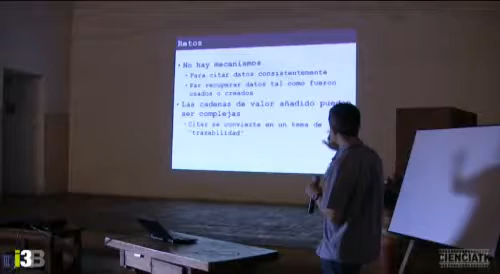 Retos
• No hay mecanismos
• Para citar datos consistentemente
• Par recuperar datos tal como fueron
usados o creados
• Las cadenas de valor añadido pueden
ser complejas
• Citar se convierte en un tema de
"trazabilidad"
i3B
CIENCIATK